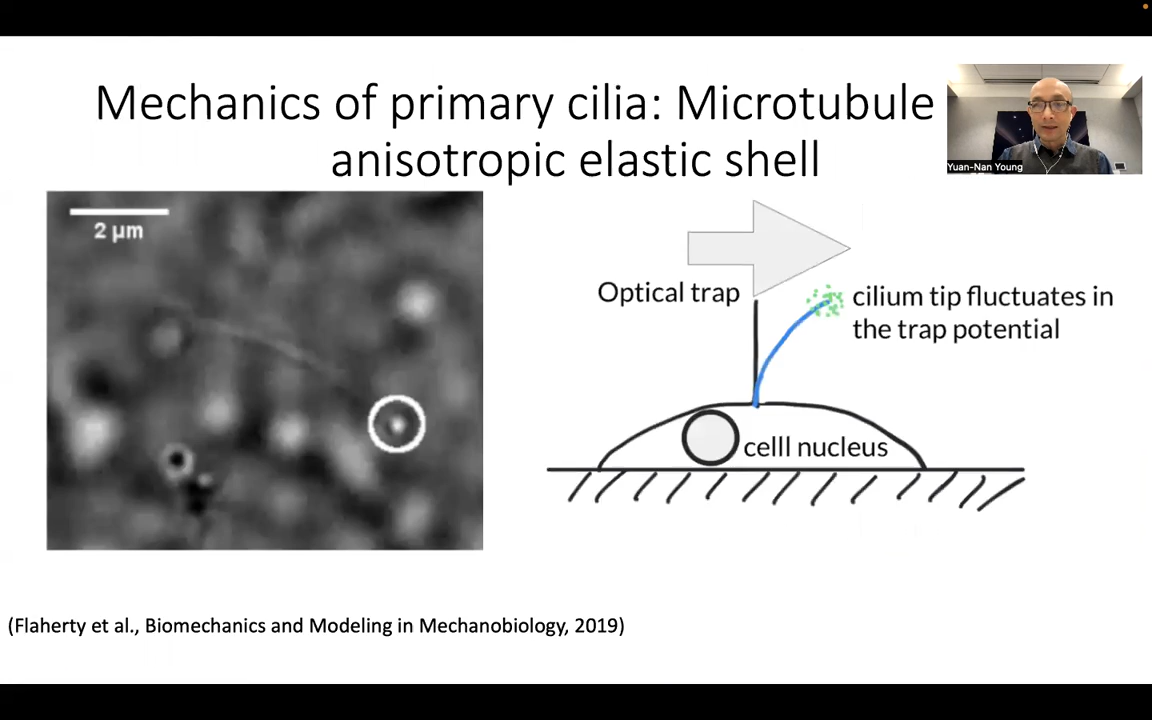 Mechanics of primary cilia: Microtubule
anisotropic elastic shell
Yuan-Nan Young
2 μm
Optical trap
cilium tip fluctuates in
the trap potential
celll nucleus
(Flaherty et al., Biomechanics and Modeling in Mechanobiology, 2019)